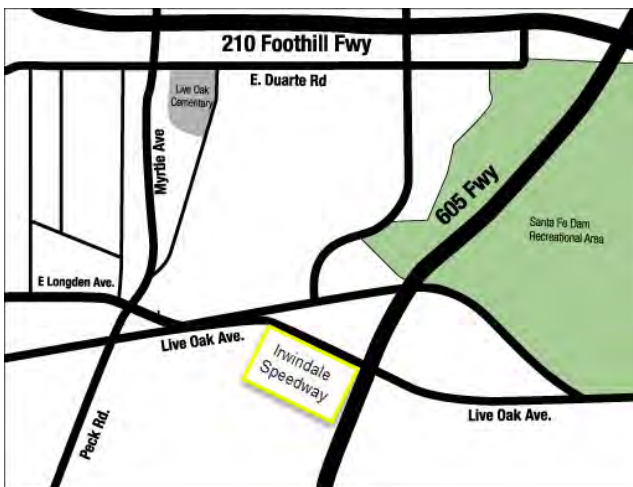 210 Foothill Fwy
E. Duarte Rd
Live Oak
Cementary
Myrtle Ave
605 Fwy
Santa Fe Dam
Recreational Area
E Longden Ave.
Live Oak Ave.
Irwindale
Speedway
Live Oak Ave.
Peck Rd.